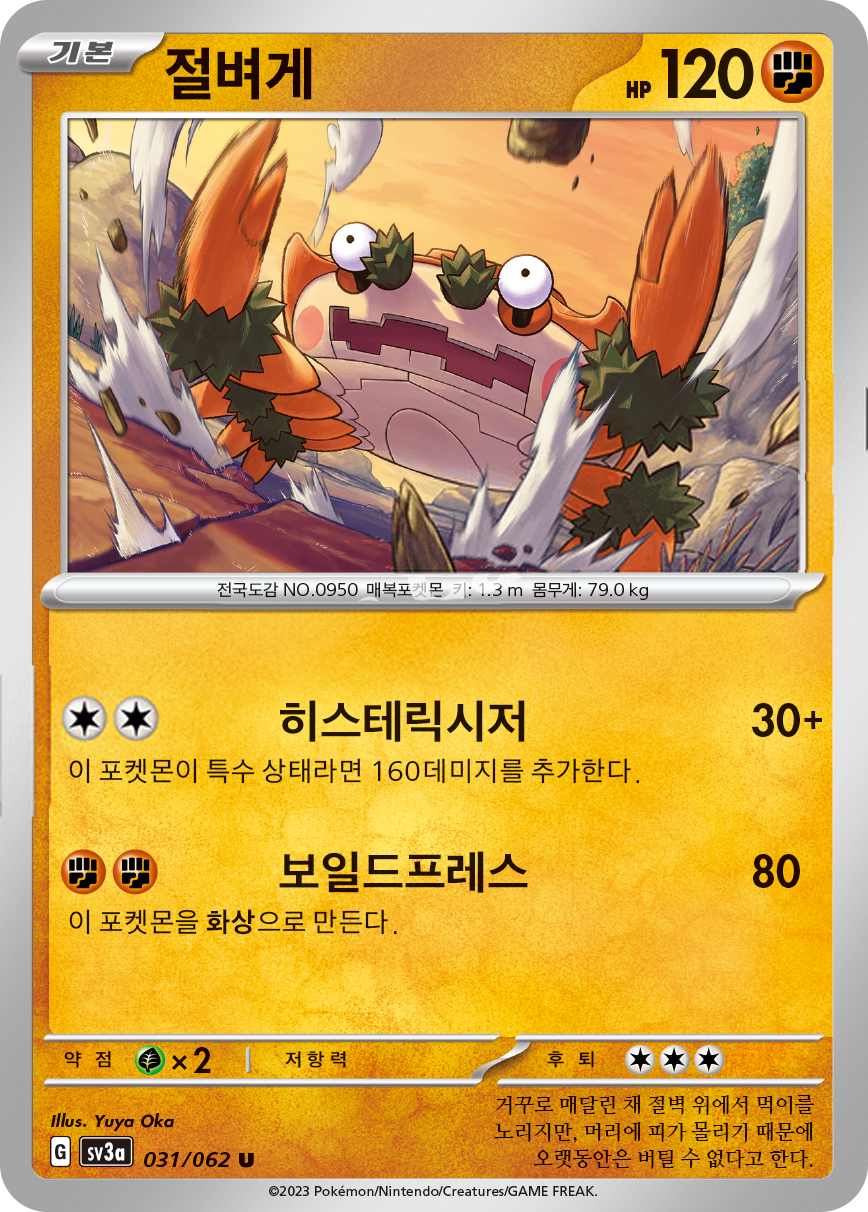 기본 절벼게 HP 120
전국도감 NO.0950 매복포켓몬 키: 1.3 m 몸무게: 79.0 kg
히스테릭시저 30+
이 포켓몬이 특수 상태라면 160데미지를 추가한다.
보일드프레스 80
이 포켓몬을 화상으로 만든다.
약점 ×2 저항력 후퇴
거꾸로 매달린 채 절벽 위에서 먹이를
노리지만, 머리에 피가 몰리기 때문에
오랫동안은 버틸 수 없다고 한다.
Illus. Yuya Oka
G sv3a 031/062 U
©2023 Pokémon/Nintendo/Creatures/GAME FREAK.